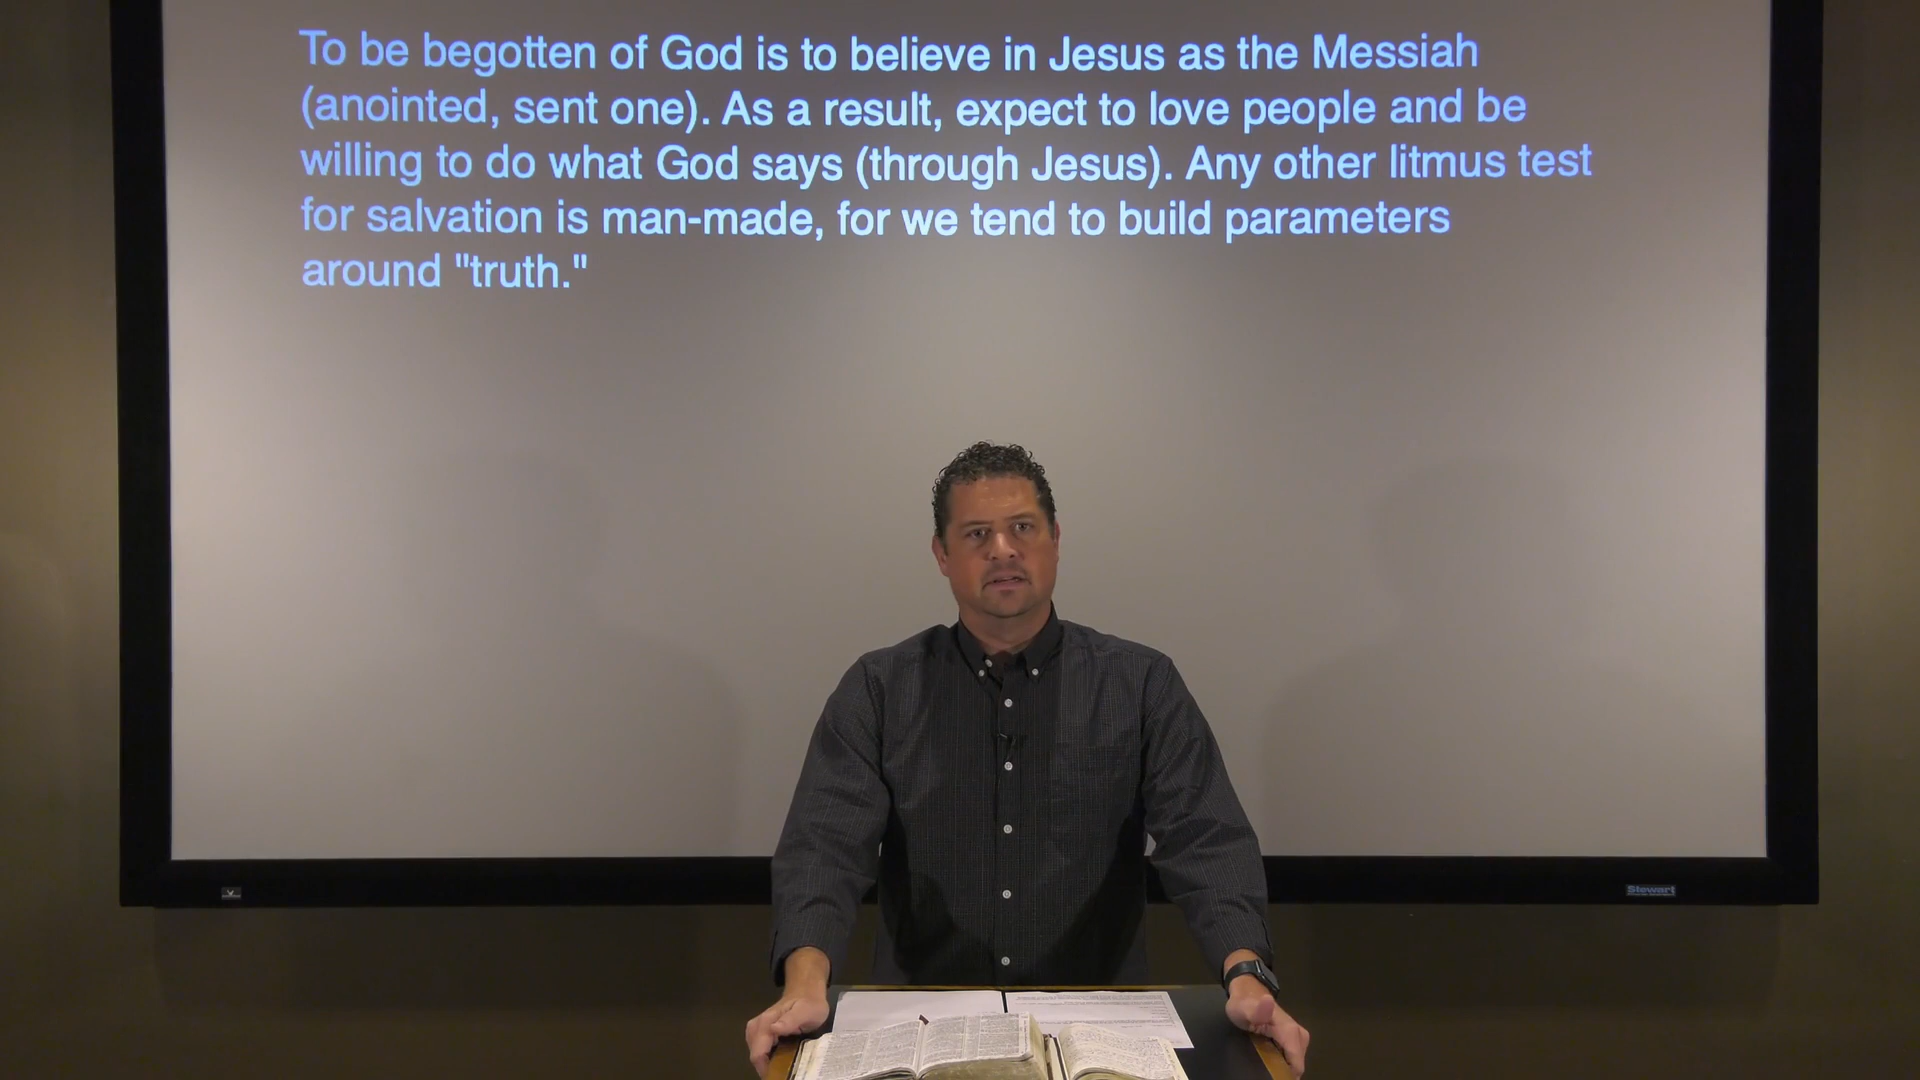 To be begotten of God is to believe in Jesus as the Messiah
(anointed, sent one). As a result, expect to love people and be
willing to do what God says (through Jesus). Any other litmus test
for salvation is man-made, for we tend to build parameters
around "truth."
Stewart